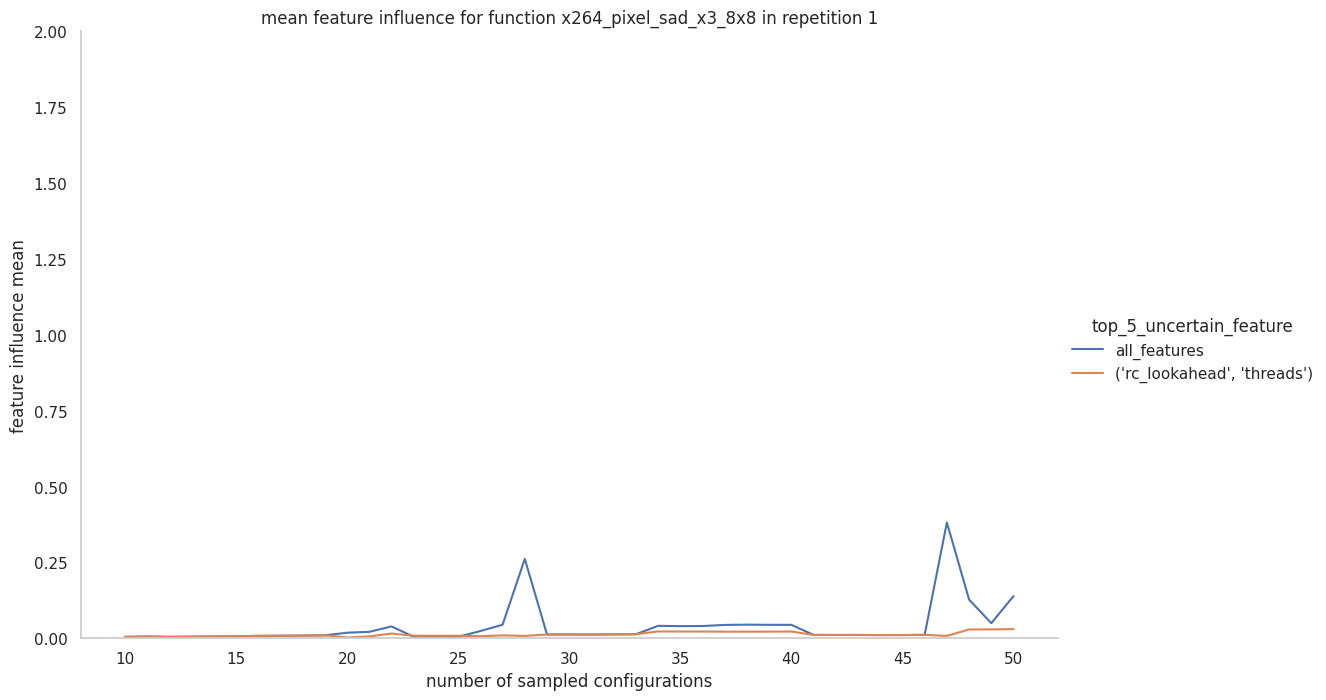 mean feature influence for function x264_pixel_sad_x3_8x8 in repetition 1
2.00
1.75
1.50
1.25
1.00
0.75
0.50
0.25
0.00
feature influence mean
10 15 20 25 30 35 40 45 50
number of sampled configurations
top_5_uncertain_feature
all_features
('rc_lookahead', 'threads')